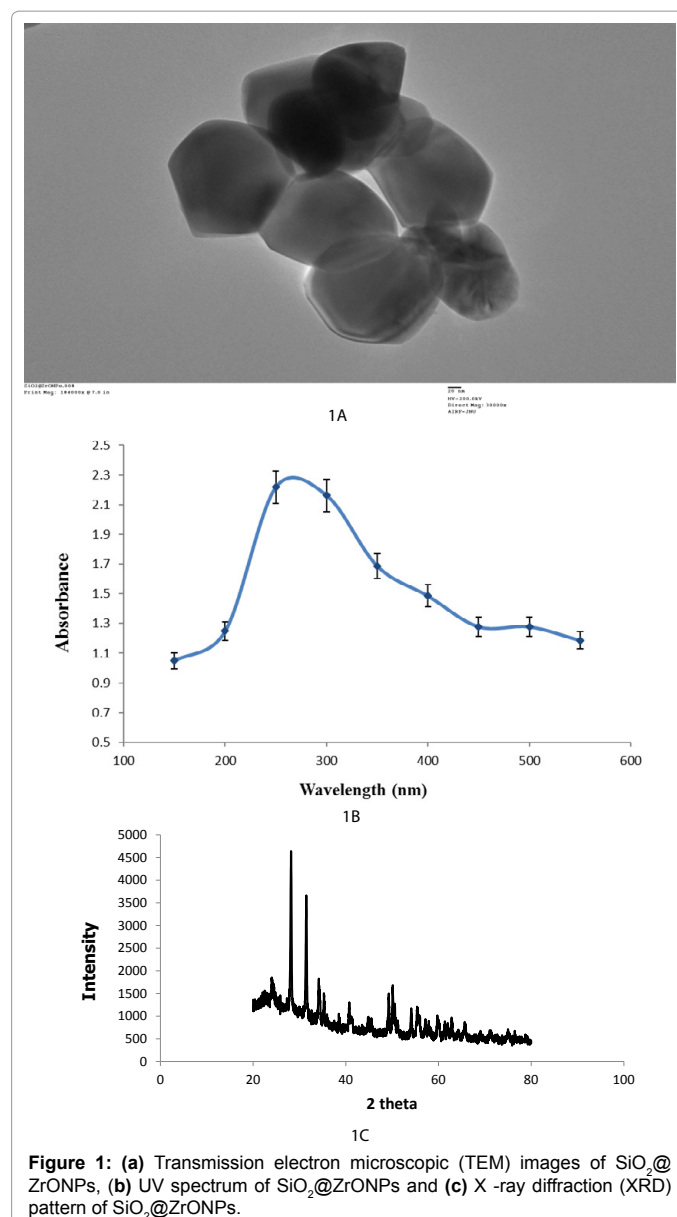 SiO2@ZrONPs.004
Print Mag: 184000x @ 7.0 in
20 nm
HV=200.0kV
Direct Mag: 30000x
AIRF-JNU
1A
2.5
2.3
2.1
1.9
1.7
1.5
1.3
1.1
0.9
0.7
0.5
Absorbance
100 200 300 400 500 600
Wavelength (nm)
1B
5000
4500
4000
3500
3000
2500
2000
1500
1000
500
0
Intensity
0 20 40 60 80 100
2 theta
1C
Figure 1: (a) Transmission electron microscopic (TEM) images of SiO₂@
ZrONPs, (b) UV spectrum of SiO₂@ZrONPs and (c) X -ray diffraction (XRD)
pattern of SiO₂@ZrONPs.